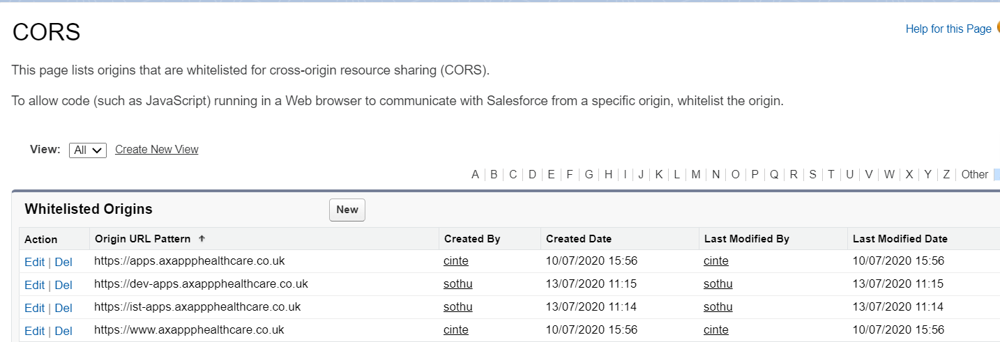 CORS
Help for this Page
This page lists origins that are whitelisted for cross-origin resource sharing (CORS).
To allow code (such as JavaScript) running in a Web browser to communicate with Salesforce from a specific origin, whitelist the origin.
View: All Create New View
A | B | C | D | E | F | G | H | I | J | K | L | M | N | O | P | Q | R | S | T | U | V | W | X | Y | Z | Other
Whitelisted Origins New
Action Origin URL Pattern ↑ Created By Created Date Last Modified By Last Modified Date
Edit | Del https://apps.axappphealthcare.co.uk cinte 10/07/2020 15:56 cinte 10/07/2020 15:56
Edit | Del https://dev-apps.axappphealthcare.co.uk sothu 13/07/2020 11:15 sothu 13/07/2020 11:15
Edit | Del https://ist-apps.axappphealthcare.co.uk sothu 13/07/2020 11:14 sothu 13/07/2020 11:14
Edit | Del https://www.axappphealthcare.co.uk cinte 10/07/2020 15:56 cinte 10/07/2020 15:56